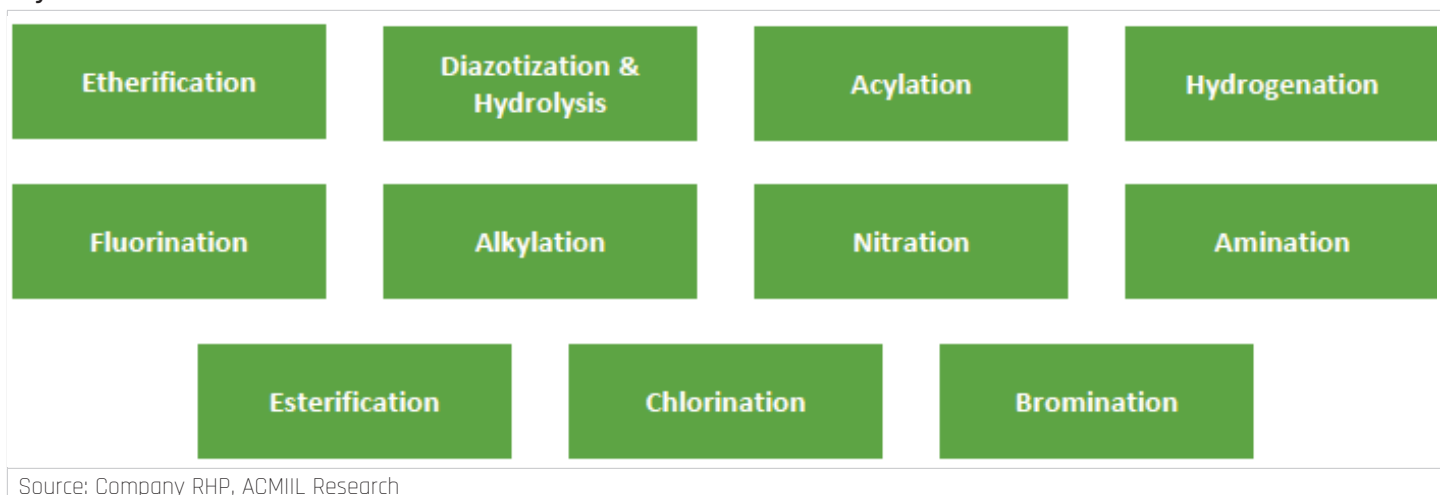 Etherification
Diazotization &
Hydrolysis
Acylation
Hydrogenation
Fluorination
Alkylation
Nitration
Amination
Esterification
Chlorination
Bromination
Source: Company RHP, ACMIIL Research